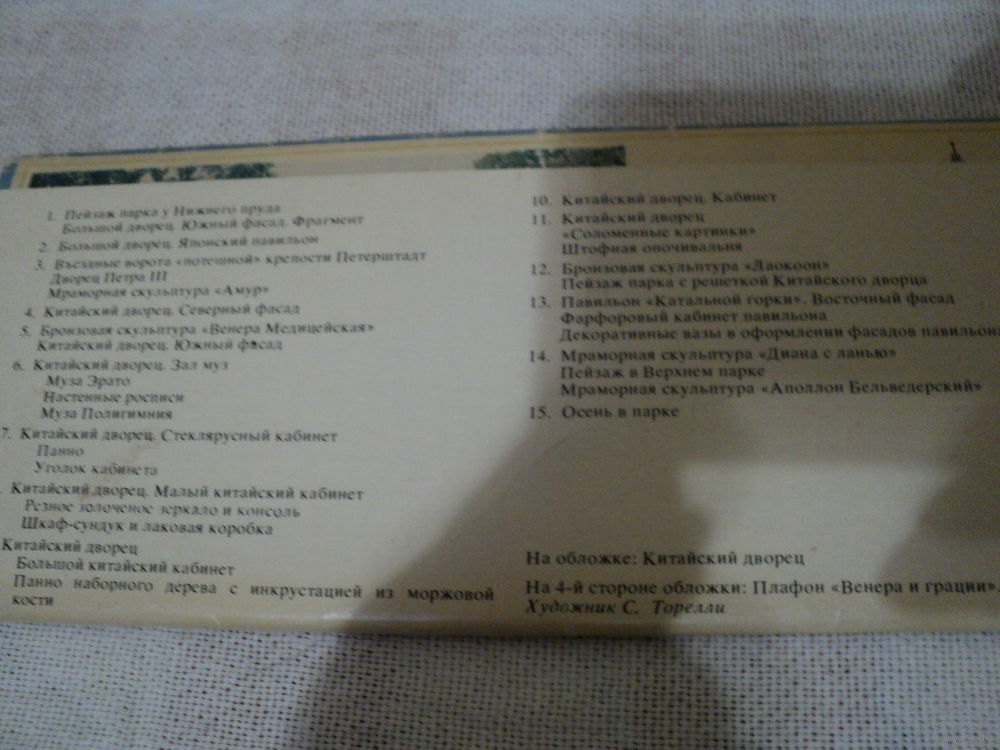 1. Пейзаж парка у Нижнего пруда
Большой дворец. Южный фасад. Фрагмент
2. Большой дворец. Японский павильон
3. Въездные ворота «потешной» крепости Петерштадт
Дворец Петра III
Мраморная скульптура «Амур»
4. Китайский дворец. Северный фасад
5. Бронзовая скульптура «Венера Медицейская»
Китайский дворец. Южный фасад
6. Китайский дворец. Зал муз
Муза Эрато
Настенные росписи
Муза Полигимния
7. Китайский дворец. Стеклярусный кабинет
Панно
Уголок кабинета
Китайский дворец. Малый китайский кабинет
Резное золоченое зеркало и консоль
Шкаф-сундук и лаковая коробка
Китайский дворец
Большой китайский кабинет
Панно наборного дерева с инкрустацией из моржовой
кости
10. Китайский дворец. Кабинет
11. Китайский дворец
«Соломенные картинки»
Штофная опочивальня
12. Бронзовая скульптура «Лаокоон»
Пейзаж парка с решеткой Китайского дворца
13. Павильон «Катальной горки». Восточный фасад
Фарфоровый кабинет павильона
Декоративные вазы в оформлении фасадов павильон
14. Мраморная скульптура «Диана с ланью»
Пейзаж в Верхнем парке
Мраморная скульптура «Аполлон Бельведерский»
15. Осень в парке
На обложке: Китайский дворец
На 4-й стороне обложки: Плафон «Венера и грации».
Художник С. Торелли